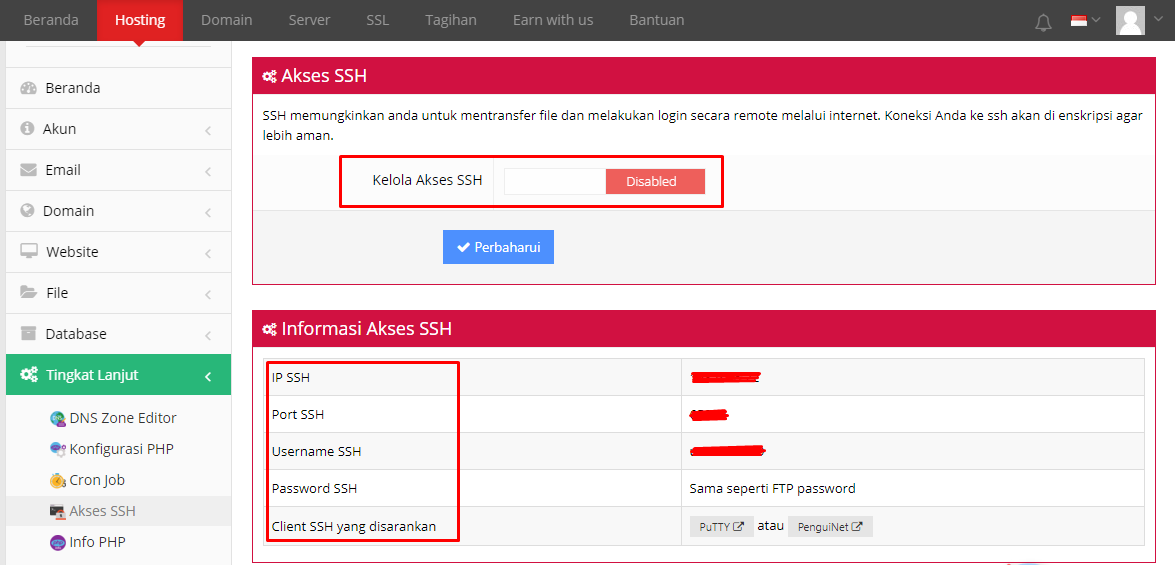 Beranda Hosting Domain Server SSL Tagihan Earn with us Bantuan
Beranda
Akun
Email
Domain
Website
File
Database
Tingkat Lanjut
DNS Zone Editor
Konfigurasi PHP
Cron Job
Akses SSH
Info PHP
Akses SSH
SSH memungkinkan anda untuk mentransfer file dan melakukan login secara remote melalui internet. Koneksi Anda ke ssh akan di enskripsi agar
lebih aman.
Kelola Akses SSH Disabled
Perbaharui
Informasi Akses SSH
IP SSH
Port SSH
Username SSH
Password SSH Sama seperti FTP password
Client SSH yang disarankan PuTTY atau PenguiNet